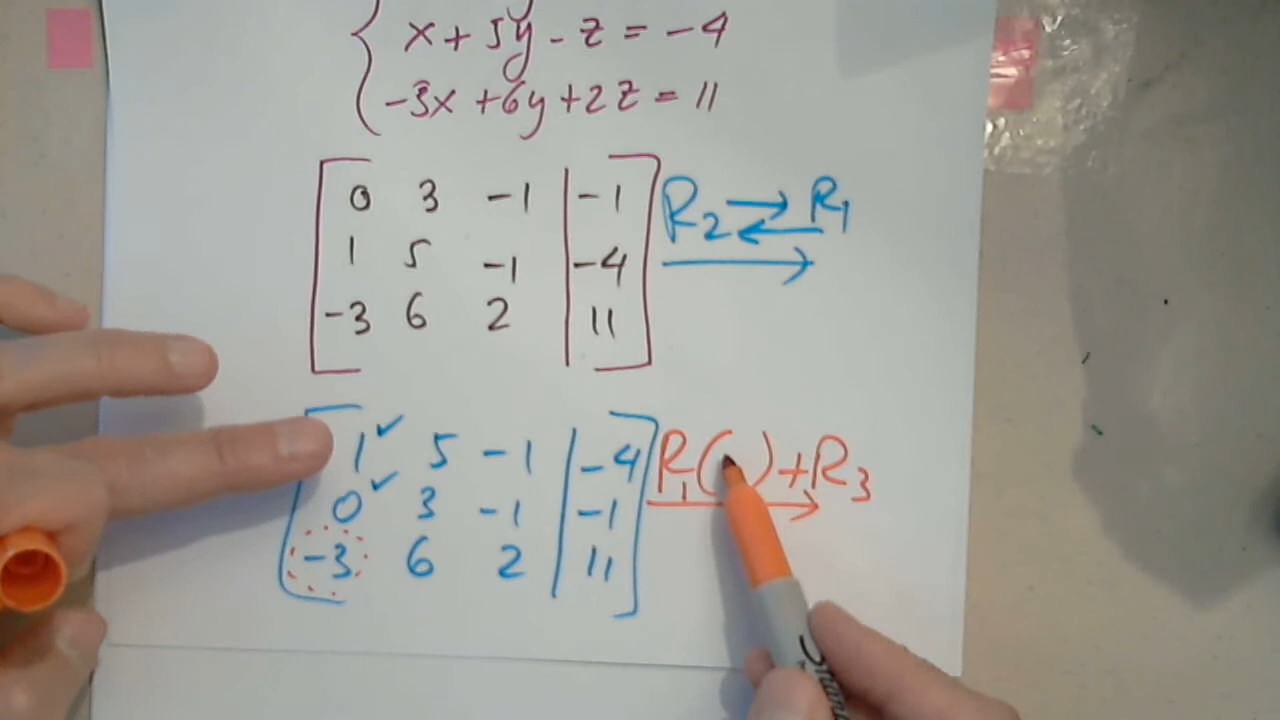 x + 5y - z = -4
-3x + 6y + 2z = 11
0 3 -1 -1 R2 ⇄ R1
1 5 -1 -4
-3 6 2 11
1 ✓ 5 -1 -4 R1( ) + R3
0 ✓ 3 -1 -1
-3 6 2 11